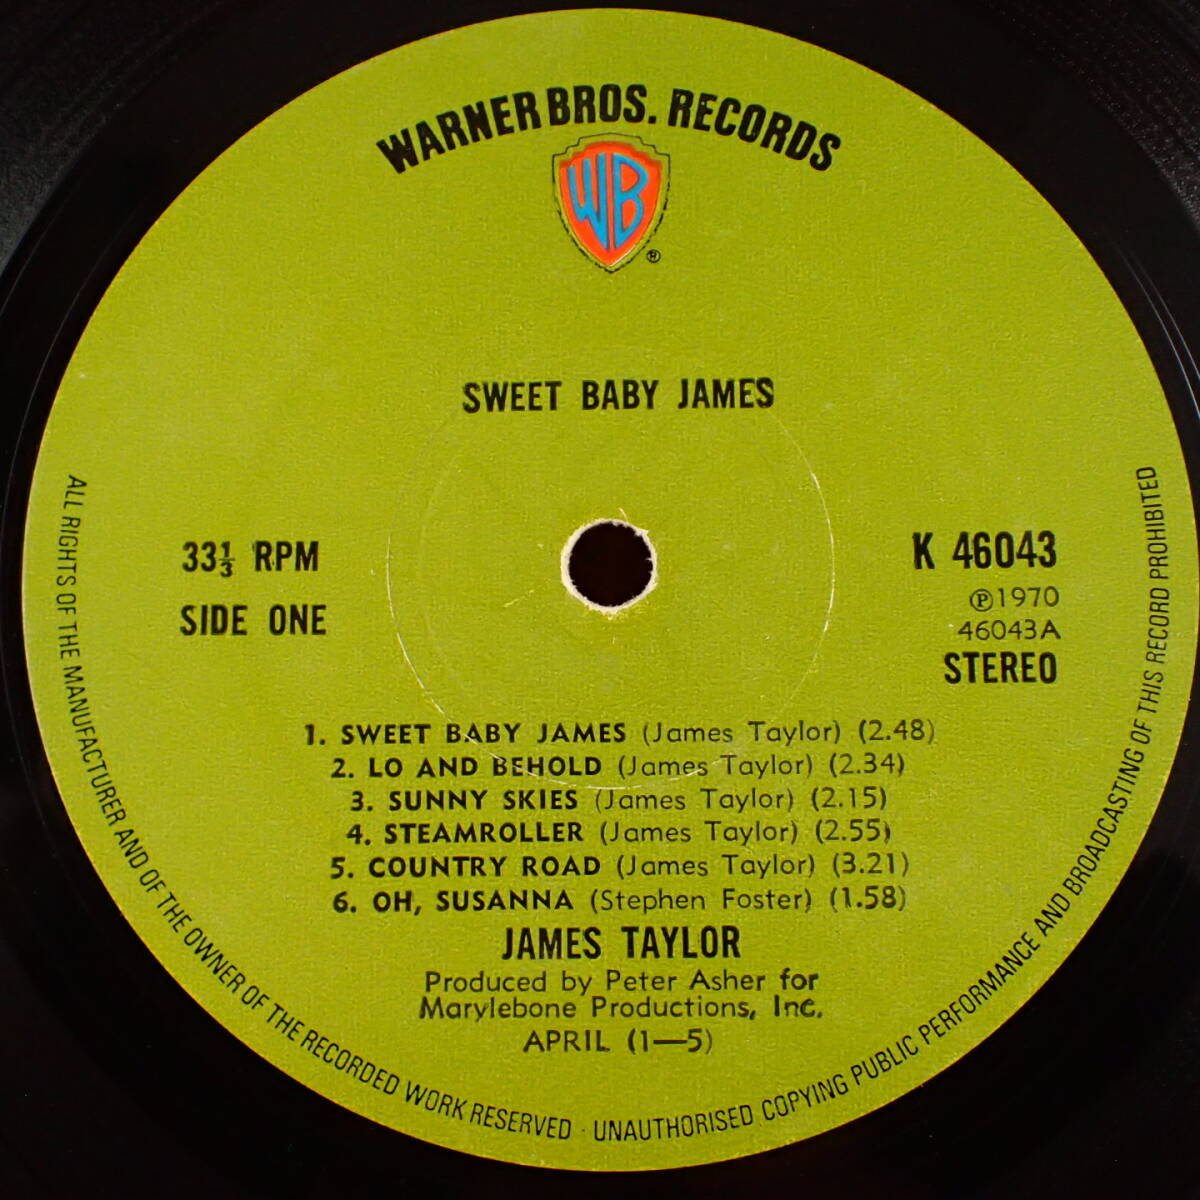 WARNER BROS. RECORDS
WB
®
SWEET BABY JAMES
33⅓ RPM
SIDE ONE
K 46043
℗1970
46043A
STEREO
1. SWEET BABY JAMES (James Taylor) (2.48)
2. LO AND BEHOLD (James Taylor) (2.34)
3. SUNNY SKIES (James Taylor) (2.15)
4. STEAMROLLER (James Taylor) (2.55)
5. COUNTRY ROAD (James Taylor) (3.21)
6. OH, SUSANNA (Stephen Foster) (1.58)
JAMES TAYLOR
Produced by Peter Asher for
Marylebone Productions, Inc.
APRIL (1—5)
ALL RIGHTS OF THE MANUFACTURER AND OF THE OWNER OF THE RECORDED WORK RESERVED · UNAUTHORISED COPYING PUBLIC PERFORMANCE AND BROADCASTING OF THIS RECORD PROHIBITED